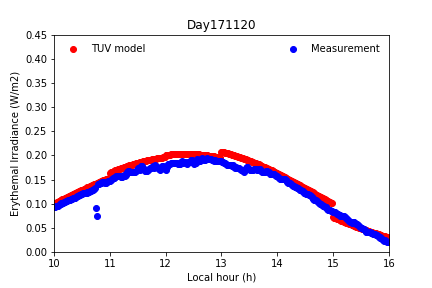 Day171120
TUV model
Measurement
Erythemal Irradiance (W/m2)
0.45
0.40
0.35
0.30
0.25
0.20
0.15
0.10
0.05
0.00
10 11 12 13 14 15 16
Local hour (h)